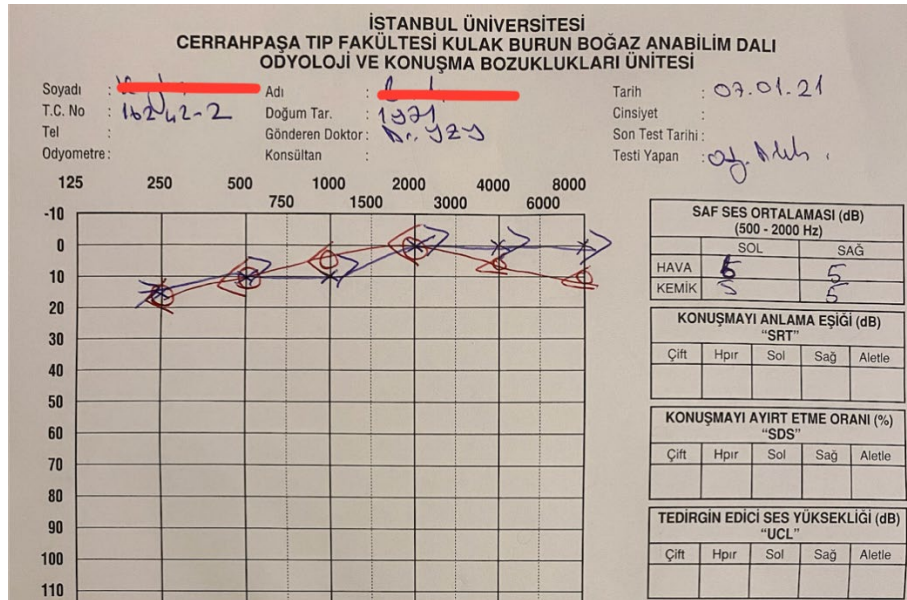 İSTANBUL ÜNİVERSİTESİ
CERRAHPAŞA TIP FAKÜLTESİ KULAK BURUN BOĞAZ ANABİLİM DALI
ODYOLOJİ VE KONUŞMA BOZUKLUKLARI ÜNİTESİ
Soyadı : Adı : Tarih : 07.01.21
T.C. No : 16242-2 Doğum Tar. : 1971 Cinsiyet :
Tel : Gönderen Doktor : Dr. YZY Son Test Tarihi :
Odyometre : Konsültan : Testi Yapan :
125 250 500 1000 2000 4000 8000
750 1500 3000 6000
-10
0
10
20
30
40
50
60
70
80
90
100
110
SAF SES ORTALAMASI (dB)
(500 - 2000 Hz)
SOL SAĞ
HAVA 5
KEMİK 5 5
KONUŞMAYI ANLAMA EŞİĞİ (dB)
“SRT”
Çift Hpır Sol Sağ Aletle
KONUŞMAYI AYIRT ETME ORANI (%)
“SDS”
Çift Hpır Sol Sağ Aletle
TEDİRGİN EDİCİ SES YÜKSEKLİĞİ (dB)
“UCL”
Çift Hpır Sol Sağ Aletle